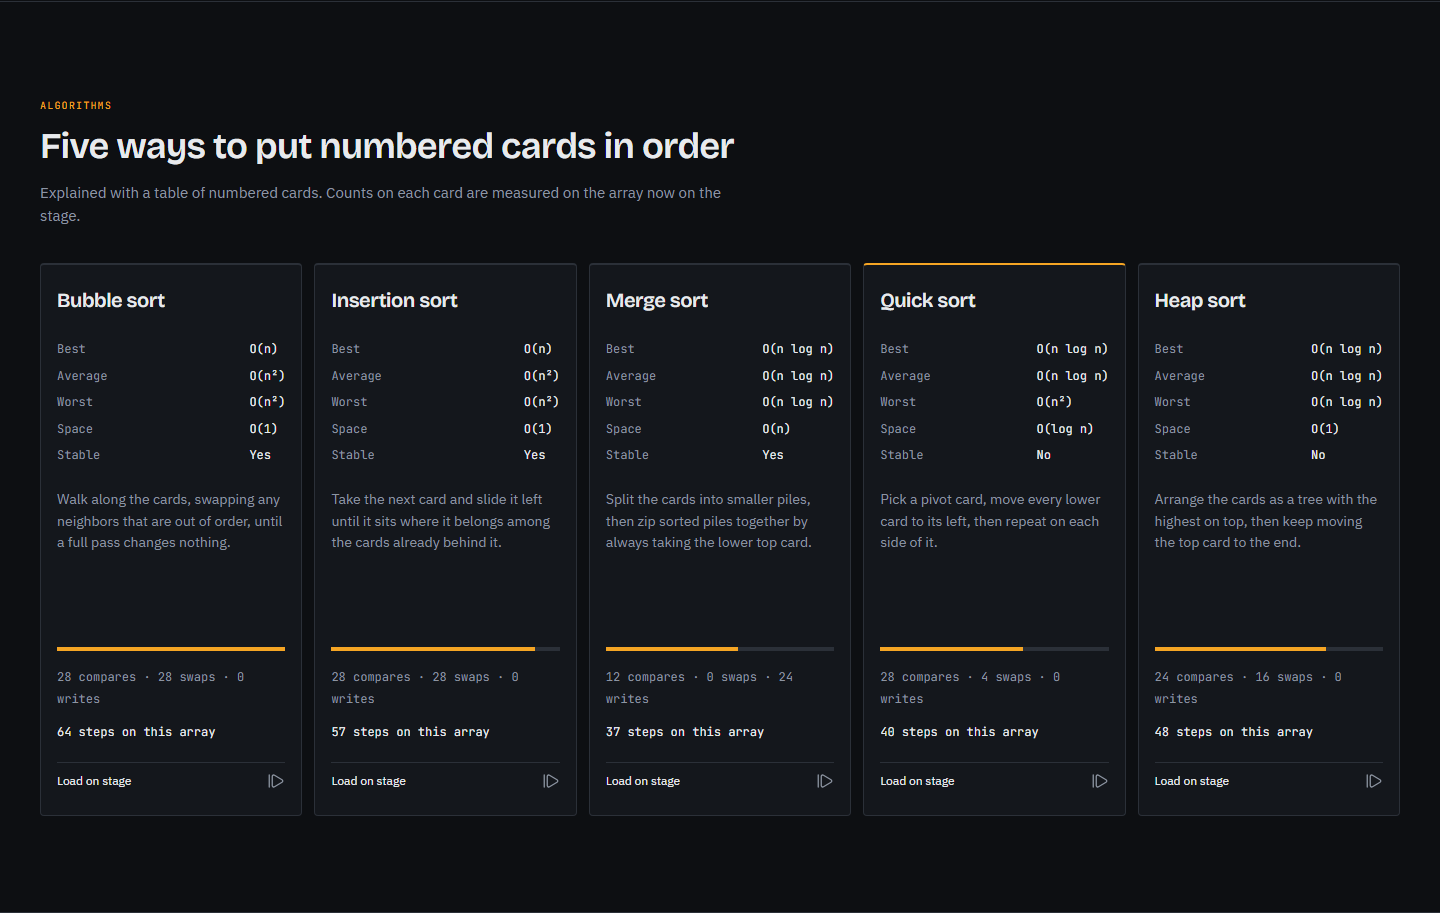 ALGORITHMS
Five ways to put numbered cards in order
Explained with a table of numbered cards. Counts on each card are measured on the array now on the
stage.
Bubble sort
Best O(n)
Average O(n²)
Worst O(n²)
Space O(1)
Stable Yes
Walk along the cards, swapping any
neighbors that are out of order, until
a full pass changes nothing.
28 compares · 28 swaps · 0
writes
64 steps on this array
Load on stage
Insertion sort
Best O(n)
Average O(n²)
Worst O(n²)
Space O(1)
Stable Yes
Take the next card and slide it left
until it sits where it belongs among
the cards already behind it.
28 compares · 28 swaps · 0
writes
57 steps on this array
Load on stage
Merge sort
Best O(n log n)
Average O(n log n)
Worst O(n log n)
Space O(n)
Stable Yes
Split the cards into smaller piles,
then zip sorted piles together by
always taking the lower top card.
12 compares · 0 swaps · 24
writes
37 steps on this array
Load on stage
Quick sort
Best O(n log n)
Average O(n log n)
Worst O(n²)
Space O(log n)
Stable No
Pick a pivot card, move every lower
card to its left, then repeat on each
side of it.
28 compares · 4 swaps · 0
writes
40 steps on this array
Load on stage
Heap sort
Best O(n log n)
Average O(n log n)
Worst O(n log n)
Space O(1)
Stable No
Arrange the cards as a tree with the
highest on top, then keep moving
the top card to the end.
24 compares · 16 swaps · 0
writes
48 steps on this array
Load on stage